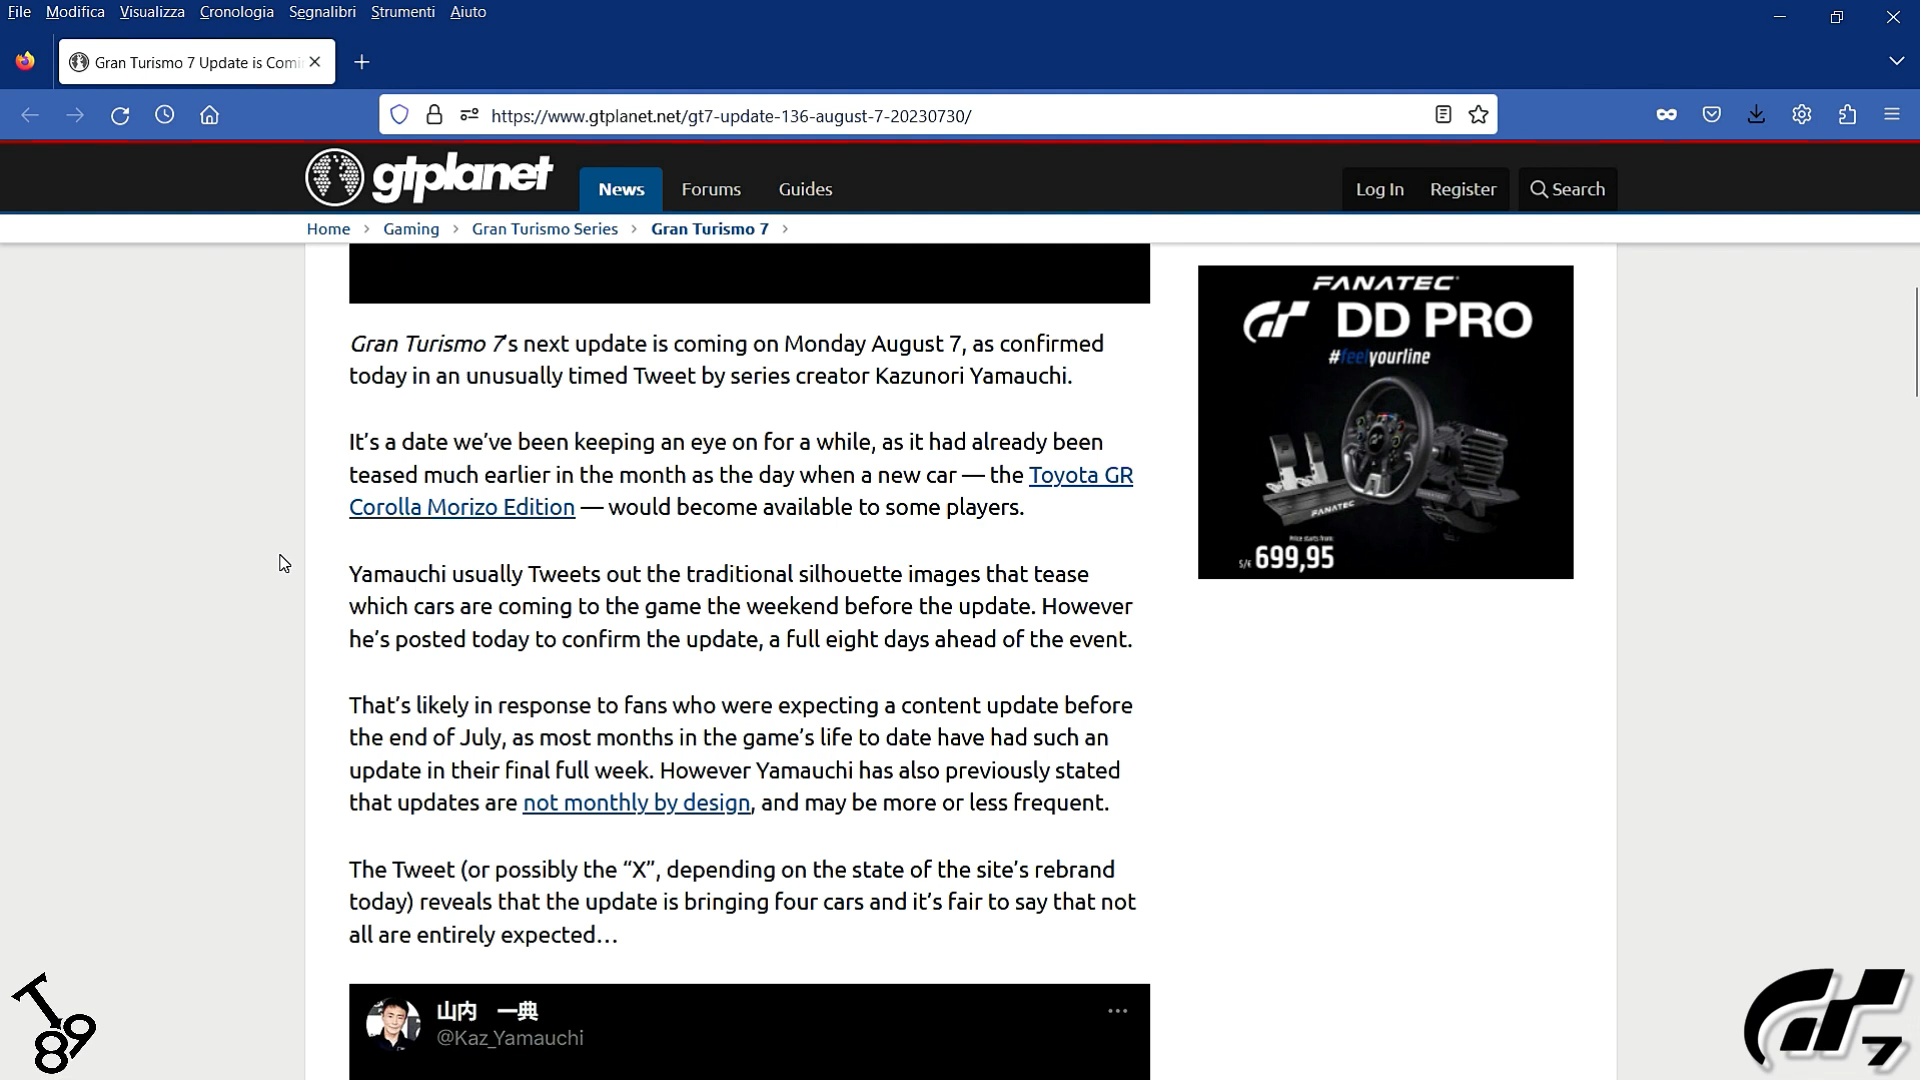 File Modifica Visualizza Cronologia Segnalibri Strumenti Aiuto
Gran Turismo 7 Update is Comi
https://www.gtplanet.net/gt7-update-136-august-7-20230730/
gtplanet News Forums Guides Log In Register Search
Home > Gaming > Gran Turismo Series > Gran Turismo 7 >
Gran Turismo 7's next update is coming on Monday August 7, as confirmed
today in an unusually timed Tweet by series creator Kazunori Yamauchi.
It's a date we've been keeping an eye on for a while, as it had already been
teased much earlier in the month as the day when a new car — the Toyota GR
Corolla Morizo Edition — would become available to some players.
Yamauchi usually Tweets out the traditional silhouette images that tease
which cars are coming to the game the weekend before the update. However
he's posted today to confirm the update, a full eight days ahead of the event.
That's likely in response to fans who were expecting a content update before
the end of July, as most months in the game's life to date have had such an
update in their final full week. However Yamauchi has also previously stated
that updates are not monthly by design, and may be more or less frequent.
The Tweet (or possibly the “X”, depending on the state of the site's rebrand
today) reveals that the update is bringing four cars and it's fair to say that not
all are entirely expected…
山内 一典
@Kaz_Yamauchi
FANATEC
GT DD PRO
#feelyourline
FANATEC
Price starts from:
$/€ 699,95
T89
GT7